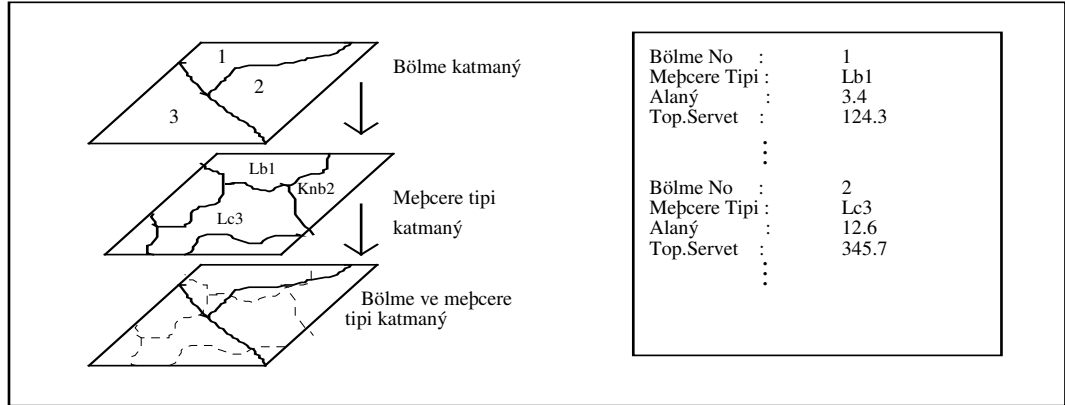 1
2
3
Bölme katmaný
Lb1
Knb2
Lc3
Meþcere tipi
katmaný
Bölme ve meþcere
tipi katmaný
Bölme No : 1
Meþcere Tipi : Lb1
Alaný : 3.4
Top.Servet : 124.3
Bölme No : 2
Meþcere Tipi : Lc3
Alaný : 12.6
Top.Servet : 345.7